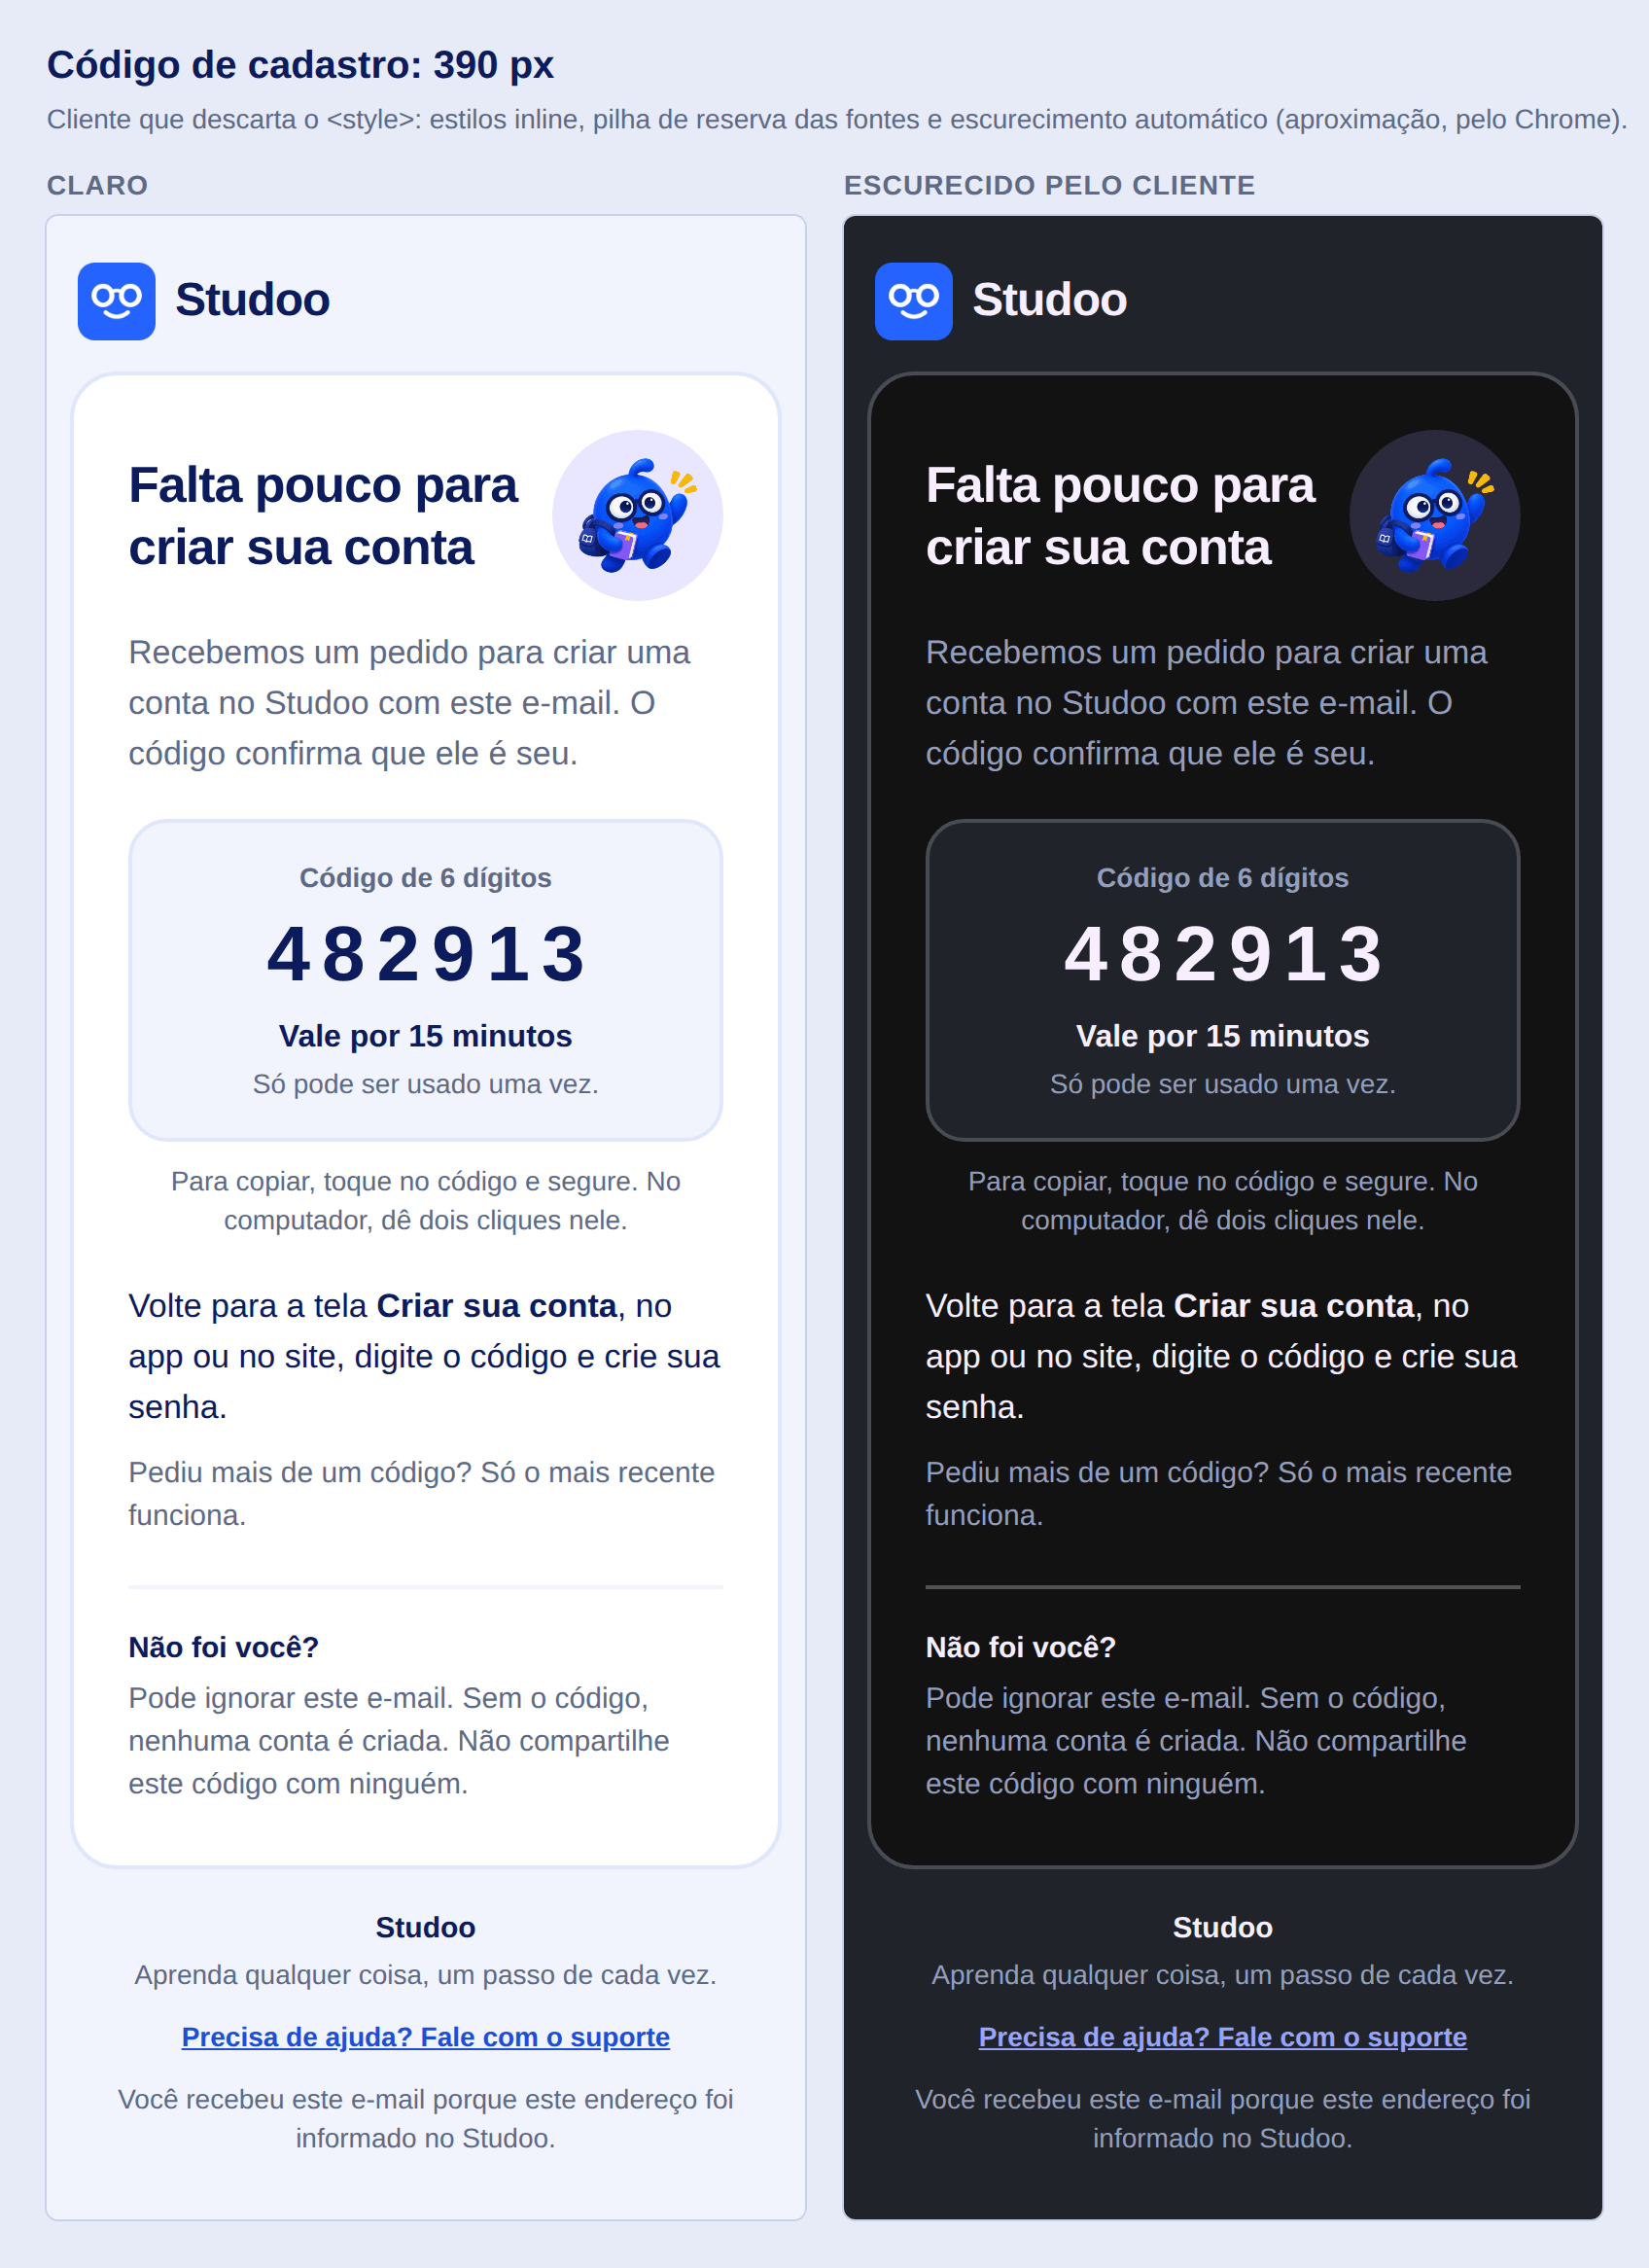 Código de cadastro: 390 px
Cliente que descarta o <style>: estilos inline, pilha de reserva das fontes e escurecimento automático (aproximação, pelo Chrome).
CLARO
Studoo
Falta pouco para
criar sua conta
B
Recebemos um pedido para criar uma
conta no Studoo com este e-mail. O
código confirma que ele é seu.
Código de 6 dígitos
482913
Vale por 15 minutos
Só pode ser usado uma vez.
Para copiar, toque no código e segure. No
computador, dê dois cliques nele.
Volte para a tela Criar sua conta, no
app ou no site, digite o código e crie sua
senha.
Pediu mais de um código? Só o mais recente
funciona.
Não foi você?
Pode ignorar este e-mail. Sem o código,
nenhuma conta é criada. Não compartilhe
este código com ninguém.
Studoo
Aprenda qualquer coisa, um passo de cada vez.
Precisa de ajuda? Fale com o suporte
Você recebeu este e-mail porque este endereço foi
informado no Studoo.
ESCURECIDO PELO CLIENTE
Studoo
Falta pouco para
criar sua conta
B
Recebemos um pedido para criar uma
conta no Studoo com este e-mail. O
código confirma que ele é seu.
Código de 6 dígitos
482913
Vale por 15 minutos
Só pode ser usado uma vez.
Para copiar, toque no código e segure. No
computador, dê dois cliques nele.
Volte para a tela Criar sua conta, no
app ou no site, digite o código e crie sua
senha.
Pediu mais de um código? Só o mais recente
funciona.
Não foi você?
Pode ignorar este e-mail. Sem o código,
nenhuma conta é criada. Não compartilhe
este código com ninguém.
Studoo
Aprenda qualquer coisa, um passo de cada vez.
Precisa de ajuda? Fale com o suporte
Você recebeu este e-mail porque este endereço foi
informado no Studoo.